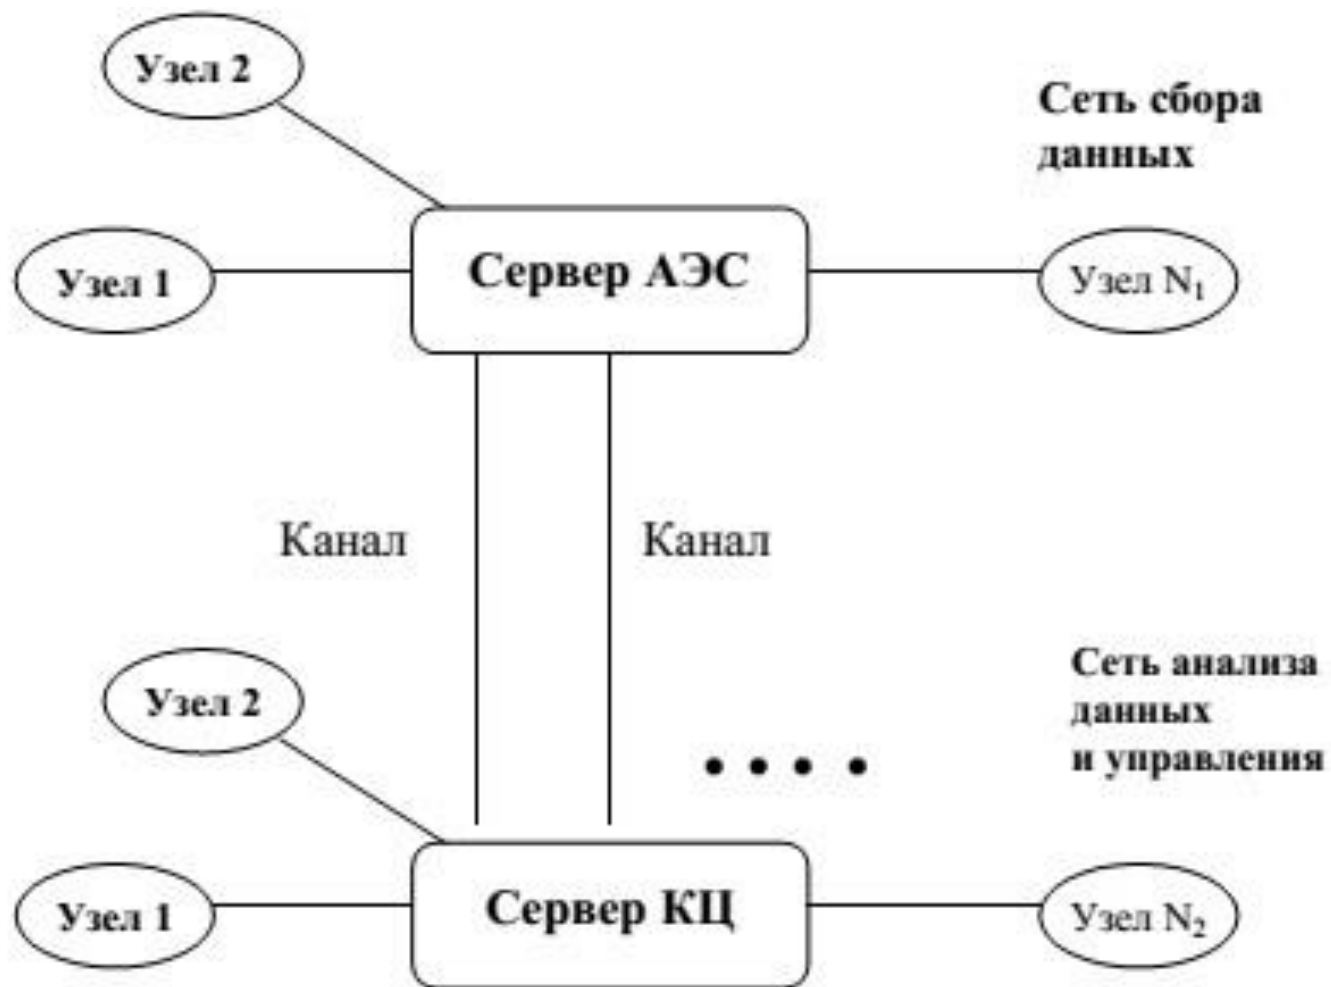 Узел 2
Сеть сбора
данных
Сервер АЭС
Узел 1
Узел N₁
Канал
Канал
Узел 2
Сеть анализа
данных
и управления
Узел 1
Сервер КЦ
Узел N₂